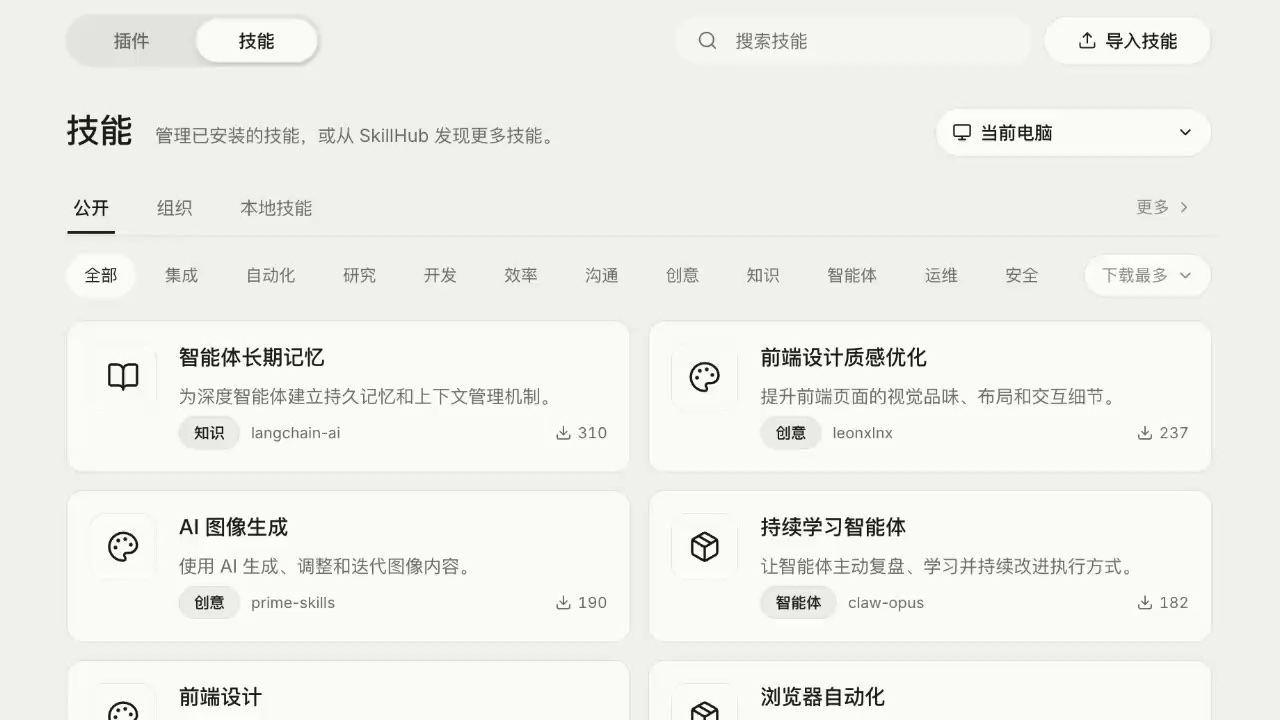 插件
技能
搜索技能
导入技能
技能
管理已安装的技能，或从 SkillHub 发现更多技能。
当前电脑
公开
组织
本地技能
更多
全部
集成
自动化
研究
开发
效率
沟通
创意
知识
智能体
运维
安全
下载最多
智能体长期记忆
为深度智能体建立持久记忆和上下文管理机制。
知识
langchain-ai
310
前端设计质感优化
提升前端页面的视觉品味、布局和交互细节。
创意
leonxlnx
237
AI 图像生成
使用 AI 生成、调整和迭代图像内容。
创意
prime-skills
190
持续学习智能体
让智能体主动复盘、学习并持续改进执行方式。
智能体
claw-opus
182
前端设计
浏览器自动化